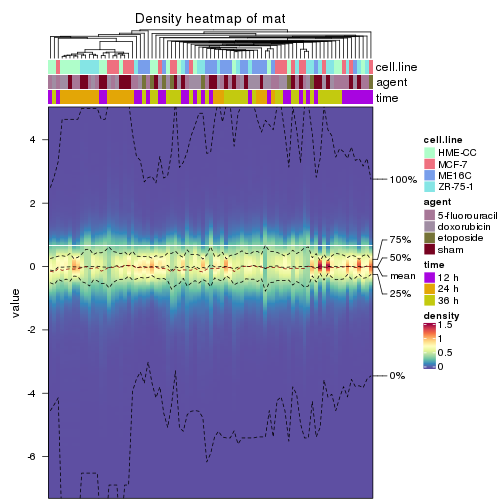 Density heatmap of mat
cell.line
agent
time
value
4
2
0
-2
-4
-6
100%
75%
50%
mean
25%
0%
cell.line
HME-CC
MCF-7
ME16C
ZR-75-1
agent
5-fluorouracil
doxorubicin
etoposide
sham
time
12 h
24 h
36 h
density
1.5
1
0.5
0